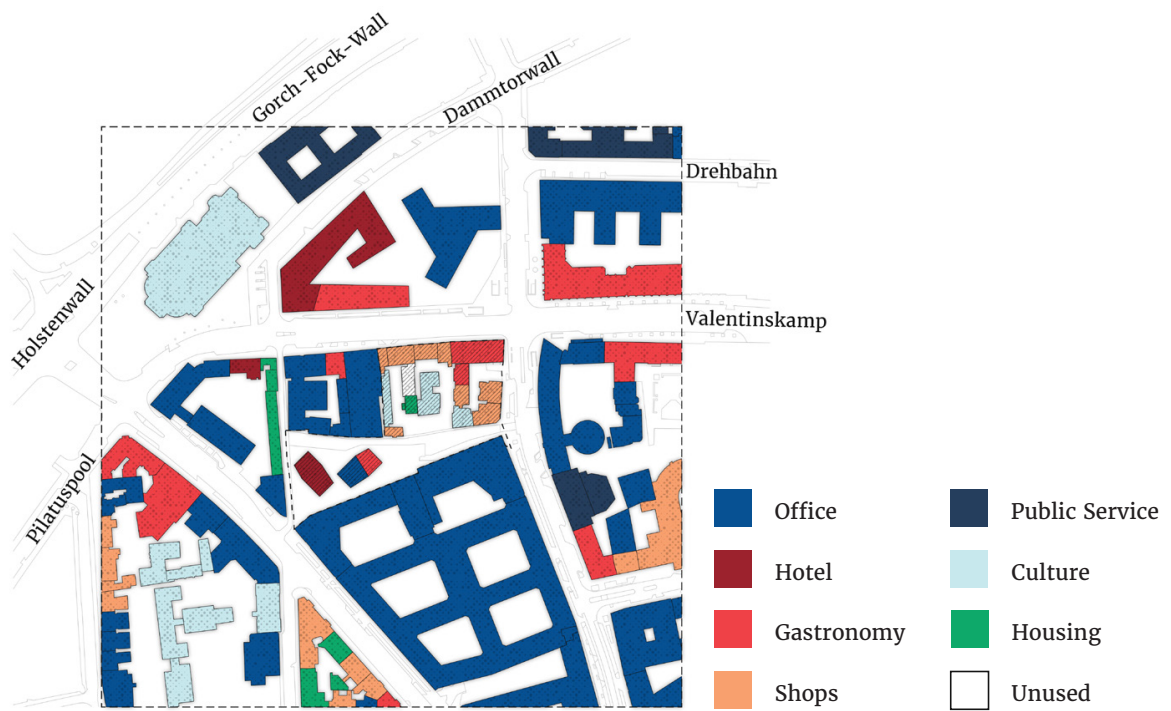 Gorch-Fock-Wall
Dammtorwall
Drehbahn
Holstenwall
Valentinskamp
Pilatuspool
Office
Public Service
Hotel
Culture
Gastronomy
Housing
Shops
Unused